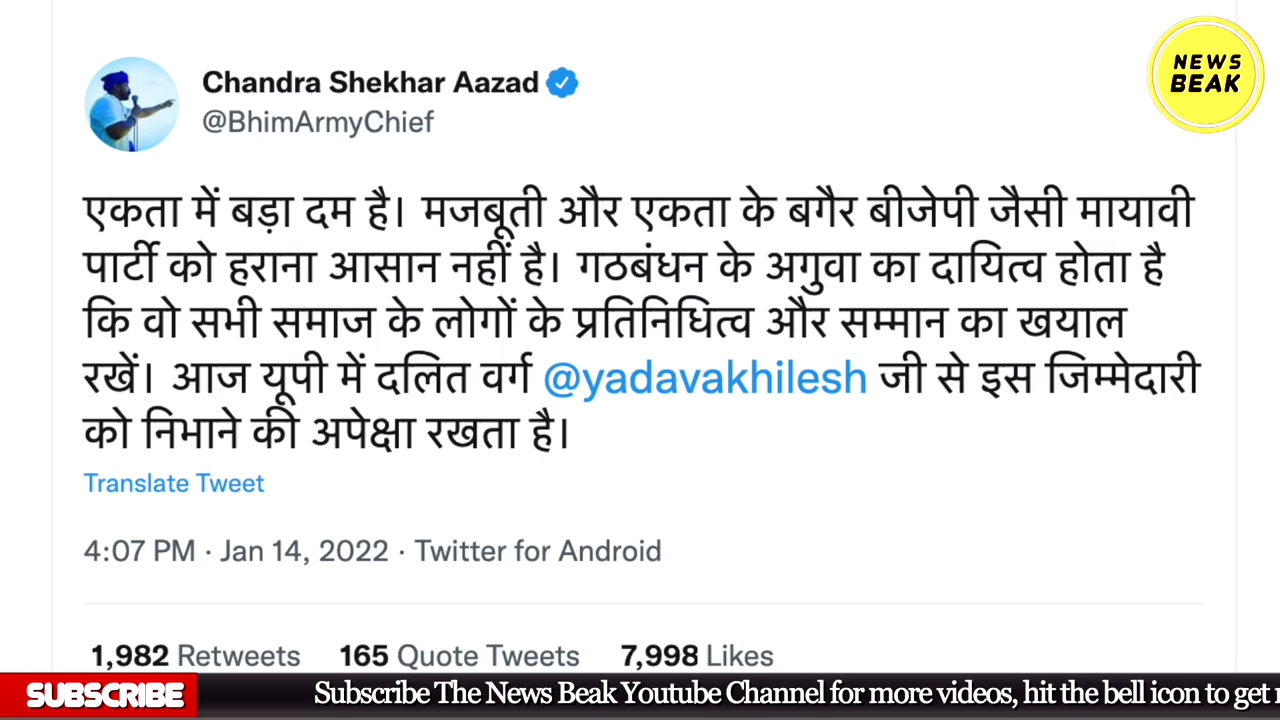 NEWS
BEAK
Chandra Shekhar Aazad
@BhimArmyChief
एकता में बड़ा दम है। मजबूती और एकता के बगैर बीजेपी जैसी मायावी
पार्टी को हराना आसान नहीं है। गठबंधन के अगुवा का दायित्व होता है
कि वो सभी समाज के लोगों के प्रतिनिधित्व और सम्मान का खयाल
रखें। आज यूपी में दलित वर्ग @yadavakhilesh जी से इस जिम्मेदारी
को निभाने की अपेक्षा रखता है।
Translate Tweet
4:07 PM · Jan 14, 2022 · Twitter for Android
1,982 Retweets 165 Quote Tweets 7,998 Likes
SUBSCRIBE Subscribe The News Beak Youtube Channel for more videos, hit the bell icon to get